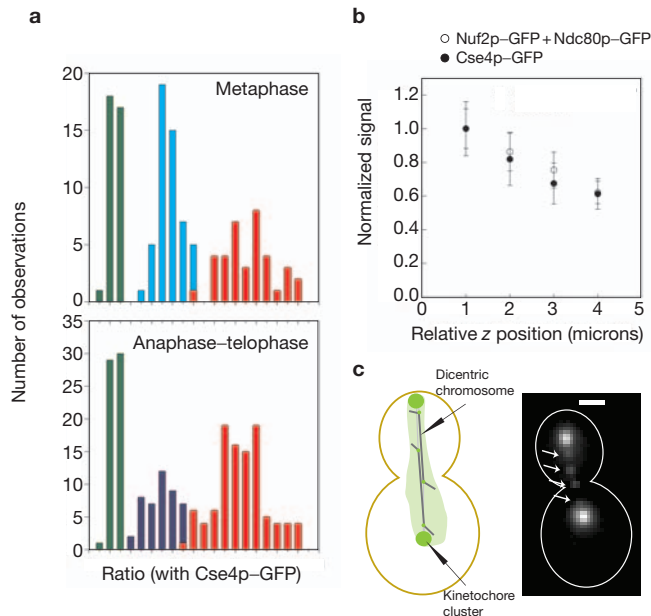 a
Metaphase
20
15
10
5
0
Anaphase–telophase
35
30
25
20
15
10
5
0
Number of observations
Ratio (with Cse4p–GFP)
b
Nuf2p–GFP + Ndc80p–GFP
Cse4p–GFP
1.2
1.0
0.8
0.6
0.4
0.2
0.0
Normalized signal
0 1 2 3 4 5
Relative z position (microns)
c
Dicentric
chromosome
Kinetochore
cluster